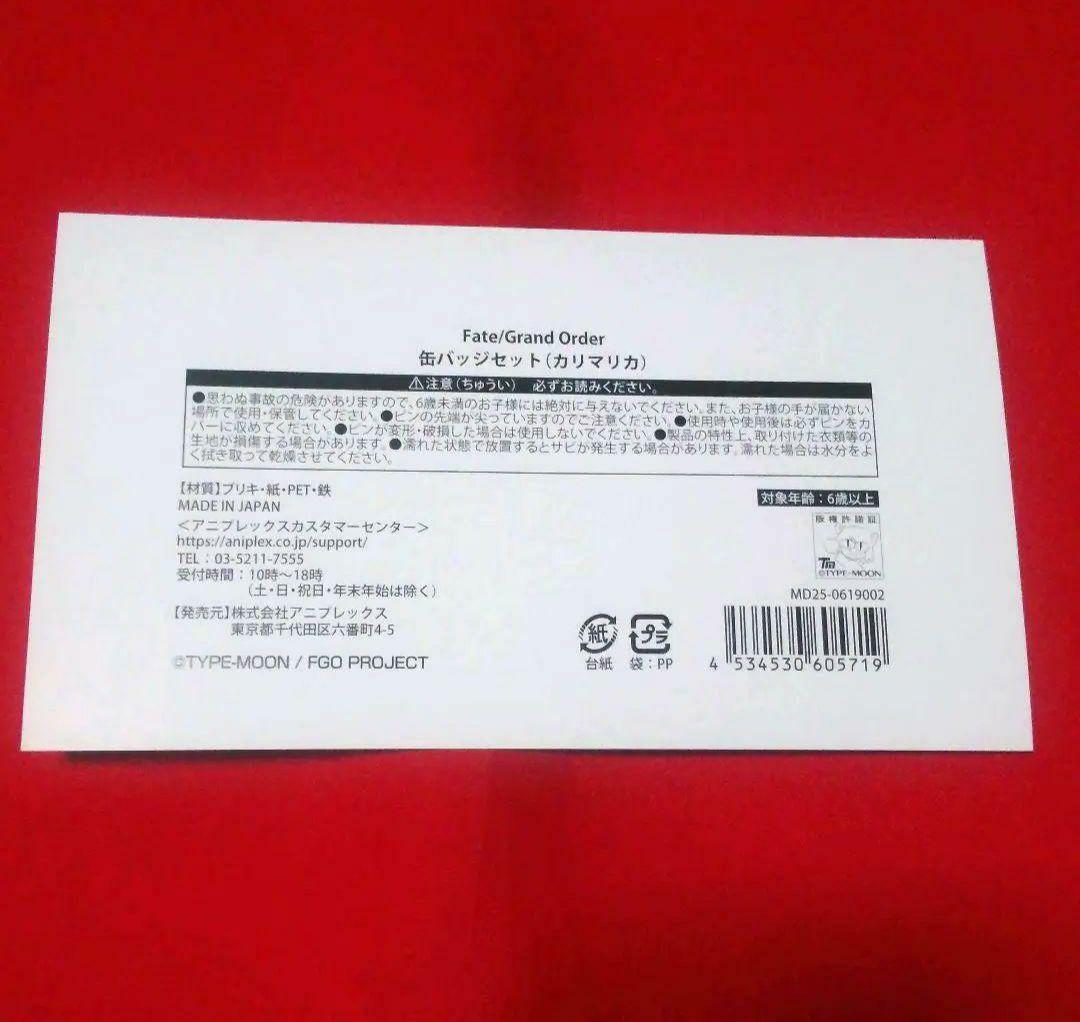 Fate/Grand Order
缶バッジセット(カリマリカ)
⚠注意(ちゅうい) 必ずお読みください。
●思わぬ事故の危険がありますので、6歳未満のお子様には絶対に与えないでください。また、お子様の手が届かない
場所で使用・保管してください。●ピンの先端が尖っていますのでご注意ください。●使用時や使用後は必ずピンをカ
バーに収めてください。●ピンが変形・破損した場合は使用しないでください。●製品の特性上、取り付けた衣類等の
生地が損傷する場合があります。●濡れた状態で放置するとサビが発生する場合があります。濡れた場合は水分をよ
く拭き取って乾燥させてください。
【材質】ブリキ・紙・PET・鉄
MADE IN JAPAN
<アニプレックスカスタマーセンター>
https://aniplex.co.jp/support/
TEL:03-5211-7555
受付時間:10時～18時
(土・日・祝日・年末年始は除く)
【発売元】株式会社アニプレックス
東京都千代田区六番町4-5
©TYPE-MOON / FGO PROJECT
対象年齢:6歳以上
版権許諾証
TM
©TYPE-MOON
MD25-0619002
紙
台紙
プラ
袋:PP
4 534530 605719